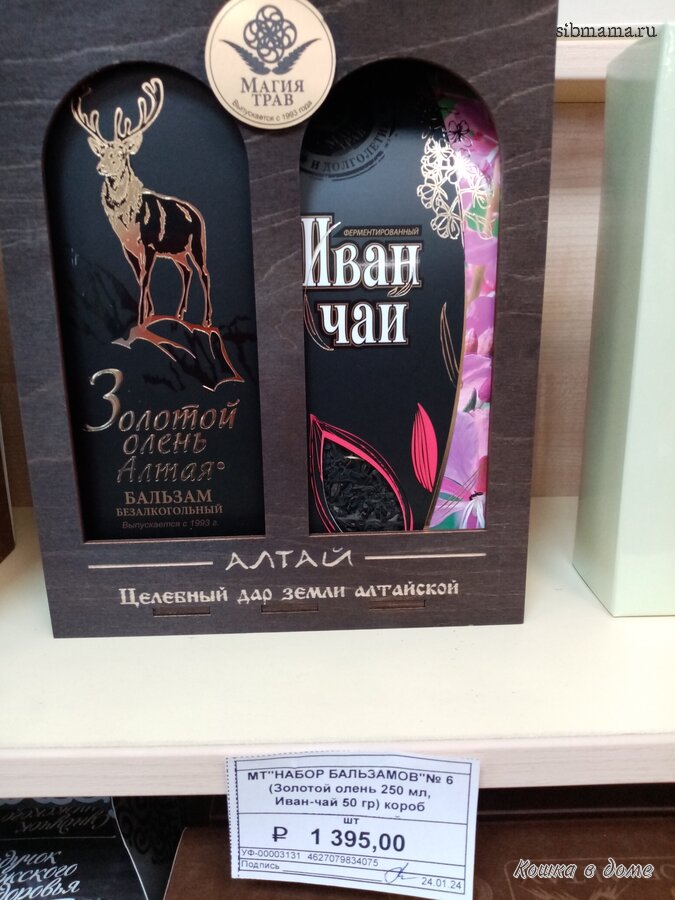 sibmama.ru
МАГИЯ
ТРАВ
Выпускается с 1993 года
И ДОЛГОЛЕТИ
ФЕРМЕНТИРОВАННЫЙ
Иван
чай
Золотой
олень
Алтая®
БАЛЬЗАМ
БЕЗАЛКОГОЛЬНЫЙ
Выпускается с 1993 г.
АЛТАЙ
Целебный дар земли алтайской
МТ"НАБОР БАЛЬЗАМОВ"№ 6
(Золотой олень 250 мл,
Иван-чай 50 гр) короб
шт
₽ 1 395,00
УФ-00003131 4627079834075
Подпись
24.01.24
Кошка в доме